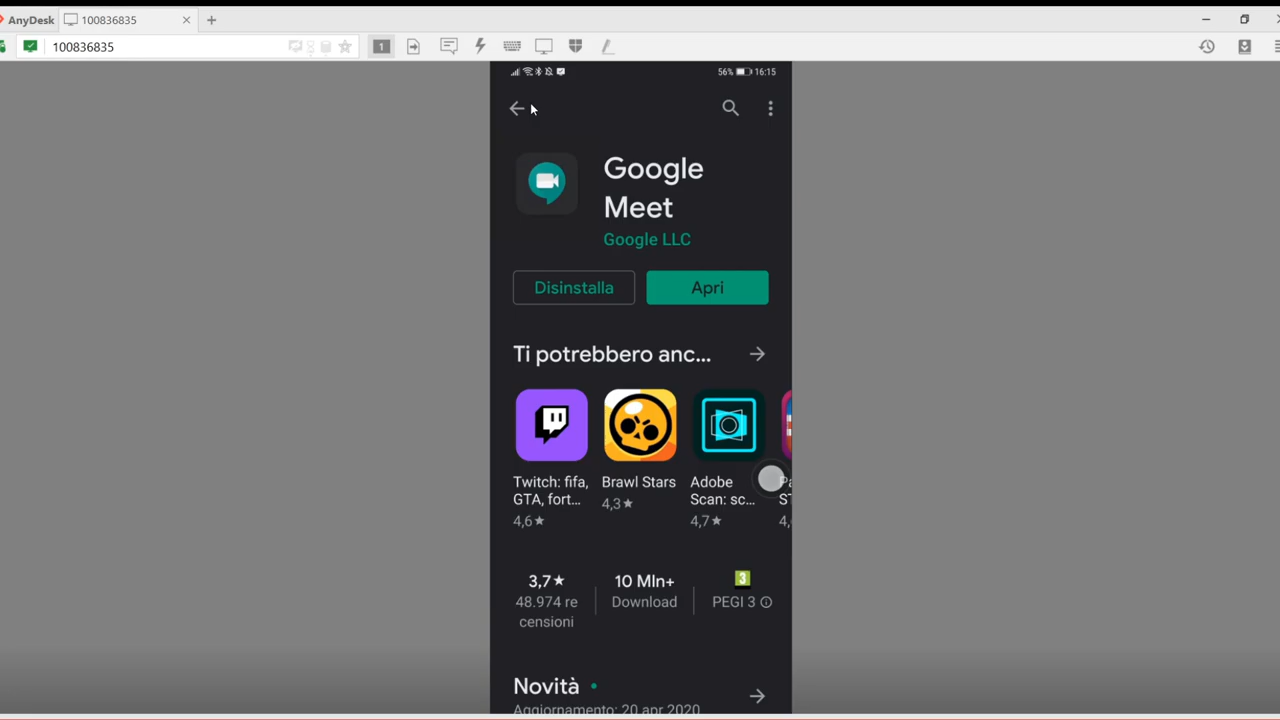 AnyDesk
100836835
100836835
1
56% 16:15
Google
Meet
Google LLC
Disinstalla
Apri
Ti potrebbero anc...
Twitch: fifa,
GTA, fort...
4,6★
Brawl Stars
4,3★
Adobe
Scan: sc...
4,7★
3,7★
48.974 re
censioni
10 Mln+
Download
3
PEGI 3
Novità
Aggiornamento: 20 apr 2020